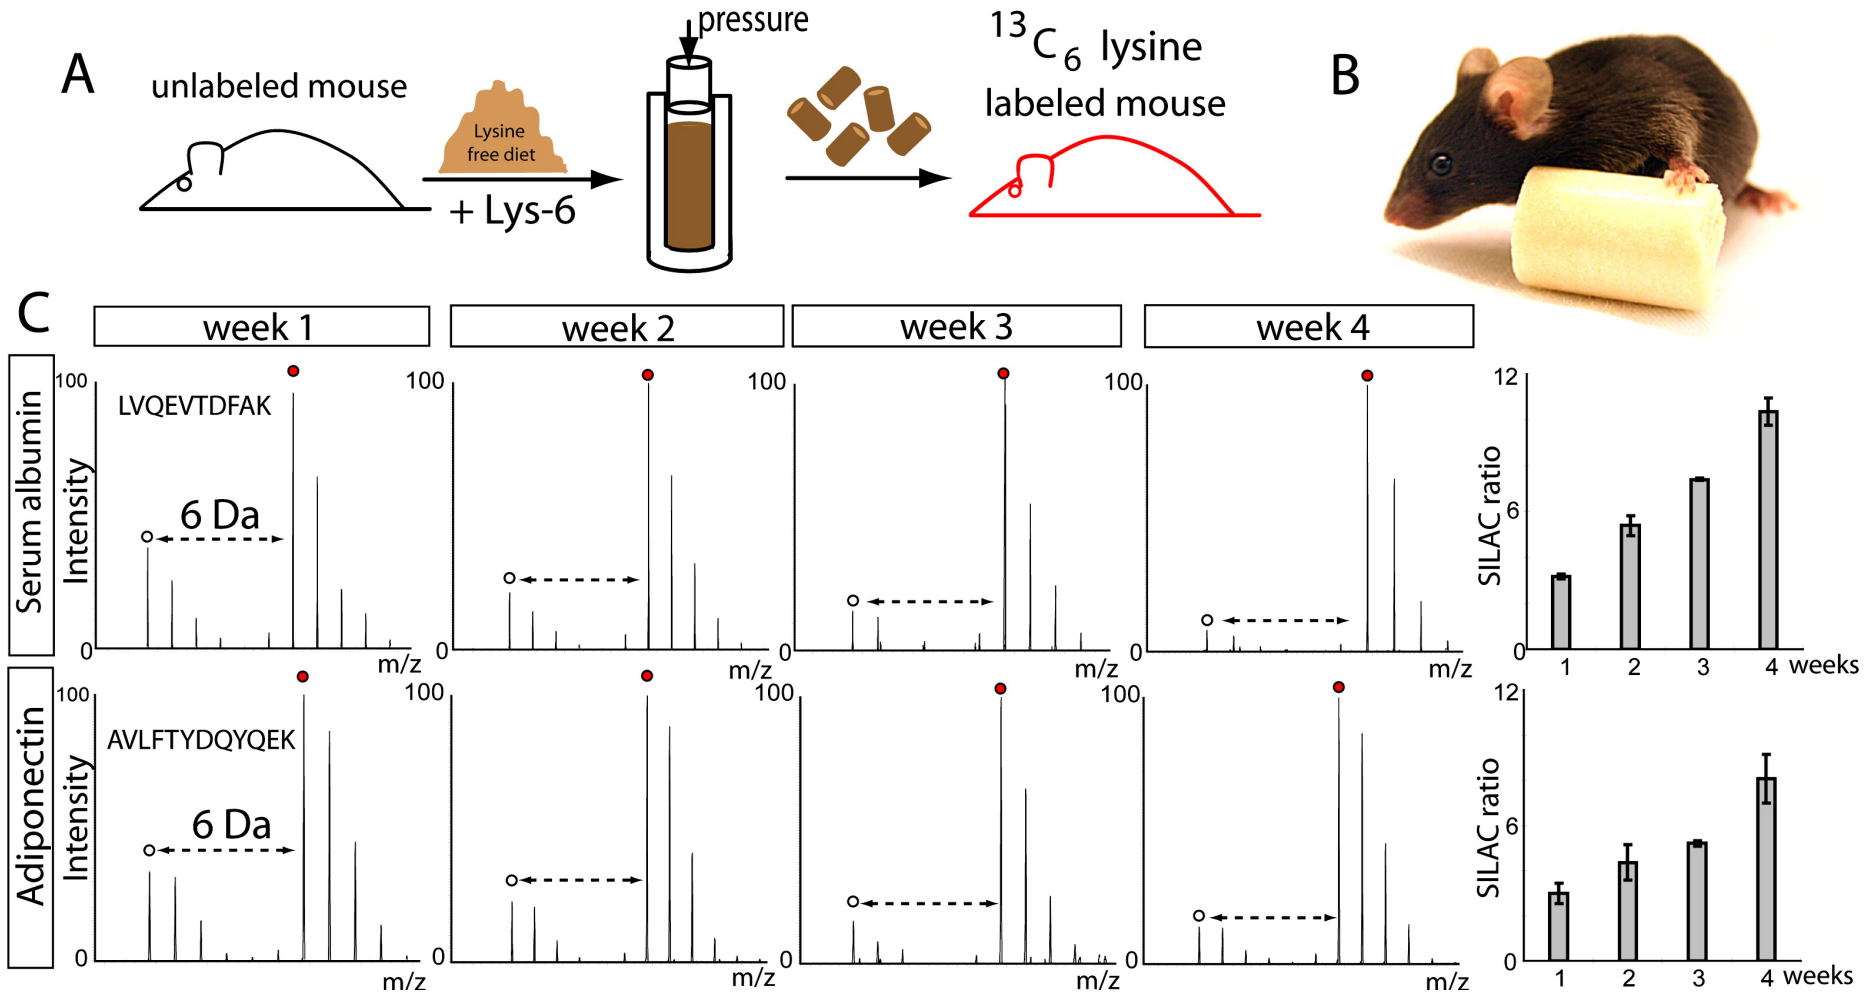 A
unlabeled mouse
Lysine
free diet
+ Lys-6
pressure
13C6 lysine
labeled mouse
B
C
week 1
week 2
week 3
week 4
Serum albumin
Intensity
100
0
LVQEVTDFAK
6 Da
m/z
100
0
m/z
100
0
m/z
100
0
m/z
SILAC ratio
12
6
0
1 2 3 4 weeks
Adiponectin
Intensity
100
0
AVLFTYDQYQEK
6 Da
m/z
100
0
m/z
100
0
m/z
100
0
m/z
SILAC ratio
12
6
0
1 2 3 4 weeks